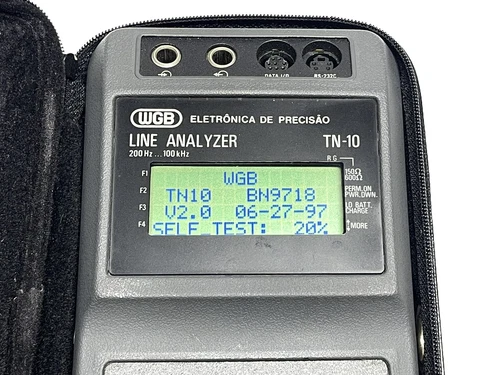 DATA I/O RS-232C
WGB ELETRÔNICA DE PRECISÃO
LINE ANALYZER TN-10
200 Hz ... 100 kHz
R G
150Ω
600Ω
F1
F2
F3
F4
WGB
TN10 BN9718
V2.0 06-27-97
SELF TEST: 20%
PERM.ON
PWR.DWN.
LO BATT.
CHARGE
MORE